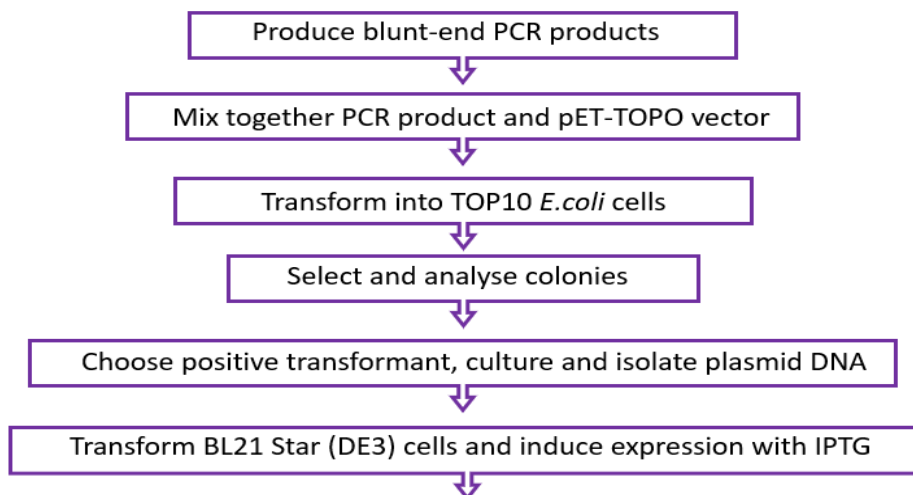 Produce blunt-end PCR products
Mix together PCR product and pET-TOPO vector
Transform into TOP10 E.coli cells
Select and analyse colonies
Choose positive transformant, culture and isolate plasmid DNA
Transform BL21 Star (DE3) cells and induce expression with IPTG